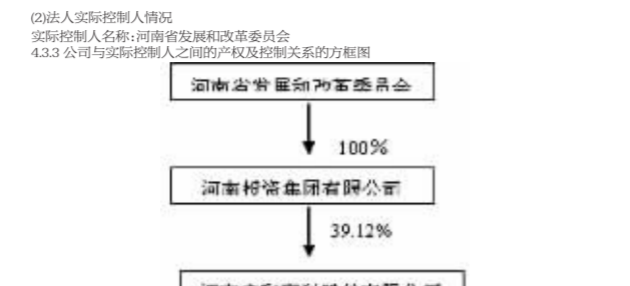 (2)法人实际控制人情况
实际控制人名称:河南省发展和改革委员会
4.3.3 公司与实际控制人之间的产权及控制关系的方框图
河南省发展和改革委员会
100%
河南投资集团有限公司
39.12%